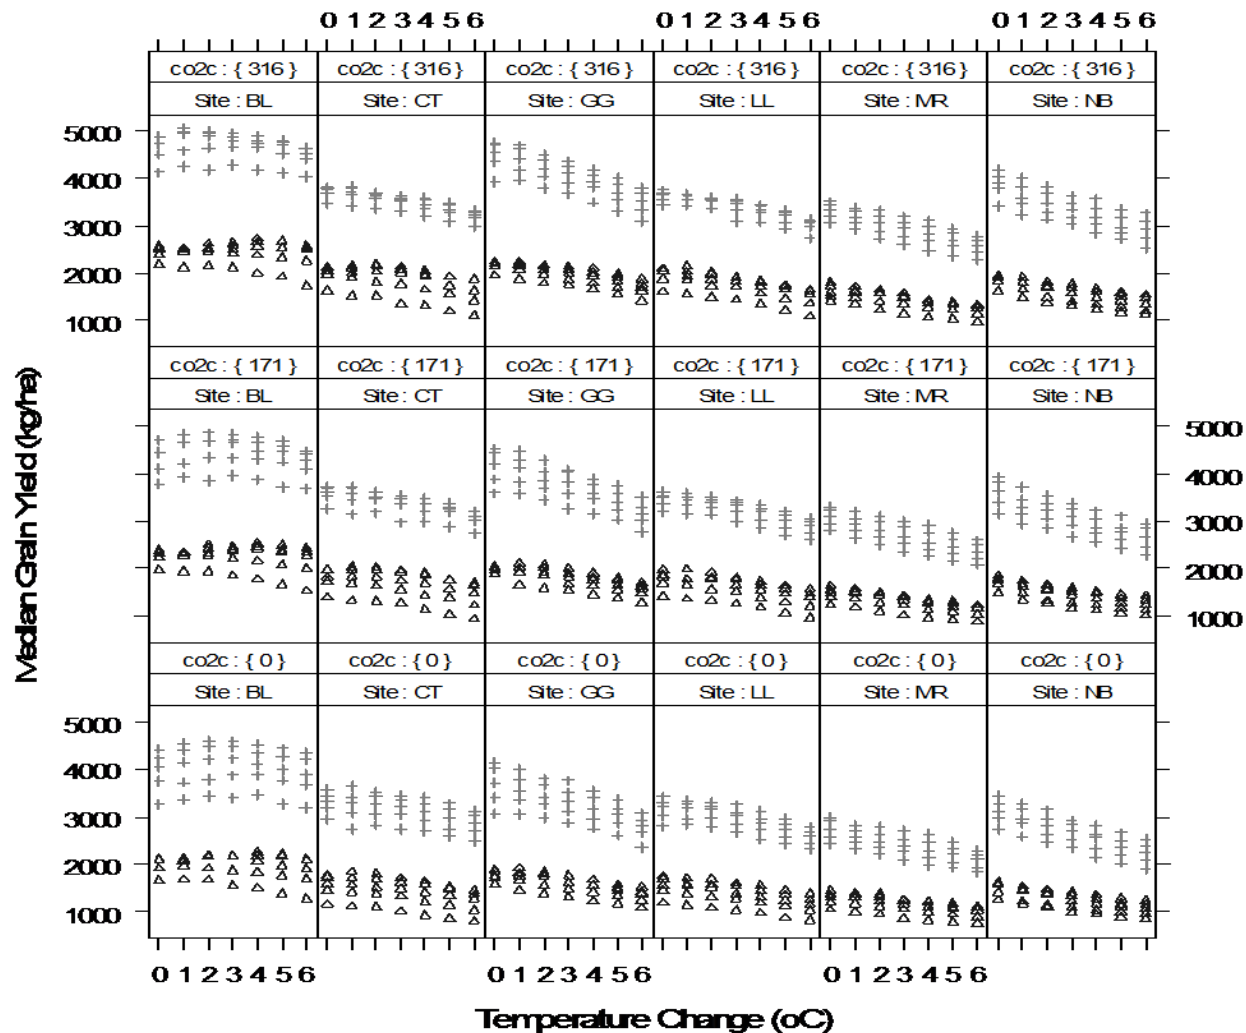 0 1 2 3 4 5 6 0 1 2 3 4 5 6 0 1 2 3 4 5 6
co2c : { 316 } co2c : { 316 } co2c : { 316 } co2c : { 316 } co2c : { 316 } co2c : { 316 }
Site : BL Site : CT Site : GG Site : LL Site : MR Site : NB
5000
4000
3000
2000
1000
co2c : { 171 } co2c : { 171 } co2c : { 171 } co2c : { 171 } co2c : { 171 } co2c : { 171 }
Site : BL Site : CT Site : GG Site : LL Site : MR Site : NB
5000
4000
3000
2000
1000
co2c : { 0 } co2c : { 0 } co2c : { 0 } co2c : { 0 } co2c : { 0 } co2c : { 0 }
Site : BL Site : CT Site : GG Site : LL Site : MR Site : NB
5000
4000
3000
2000
1000
Median Grain Yield (kg/ha)
0 1 2 3 4 5 6 0 1 2 3 4 5 6 0 1 2 3 4 5 6
Temperature Change (oC)